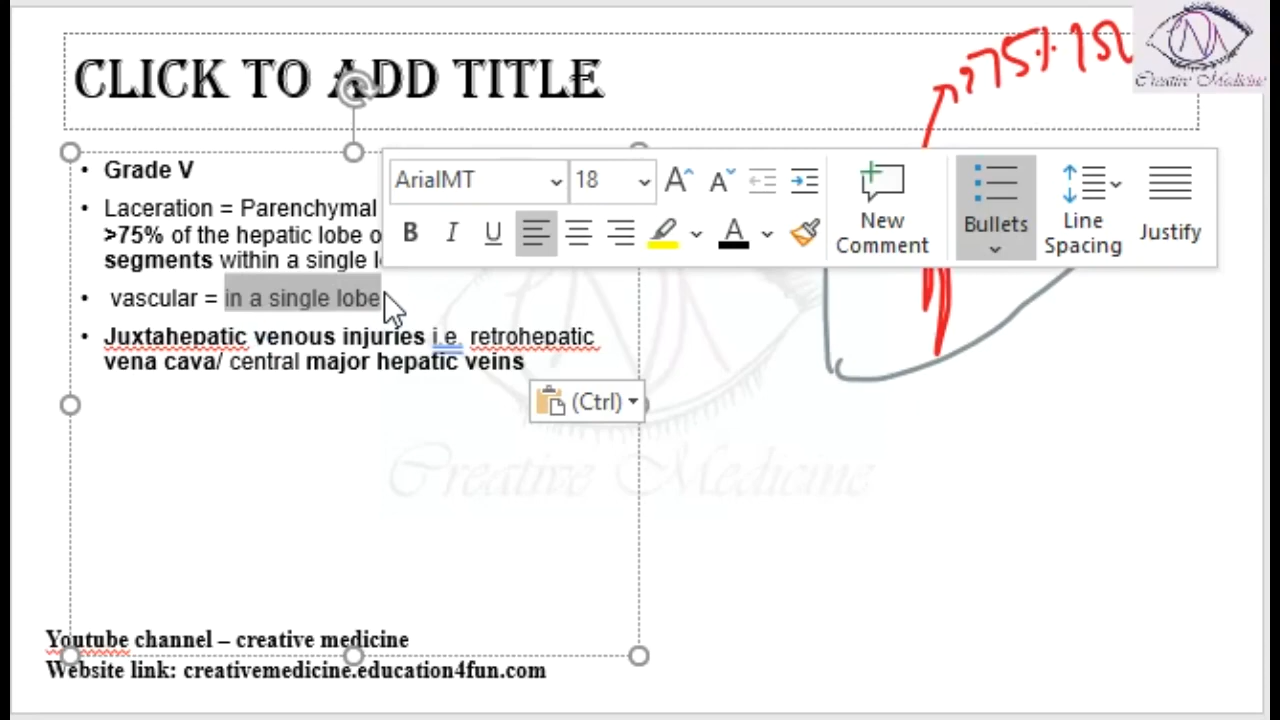 CLICK TO ADD TITLE
>75%
Creative Medicine
• Grade V
• Laceration = Parenchymal
>75% of the hepatic lobe
segments within a single
• vascular = in a single lobe
• Juxtahepatic venous injuries i.e. retrohepatic
vena cava/ central major hepatic veins
ArialMT
18
New Comment
Bullets
Line Spacing
Justify
B I U A
(Ctrl)
Creative Medicine
Youtube channel – creative medicine
Website link: creativemedicine.education4fun.com